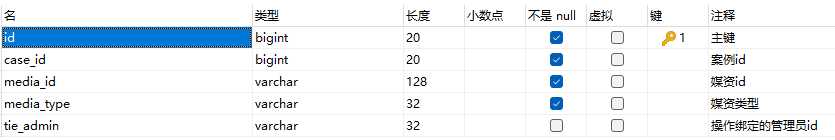 名 类型 长度 小数点 不是 null 虚拟 键 注释
id bigint 20 1 主键
case_id bigint 20 案例id
media_id varchar 128 媒资id
media_type varchar 32 媒资类型
tie_admin varchar 32 操作绑定的管理员id